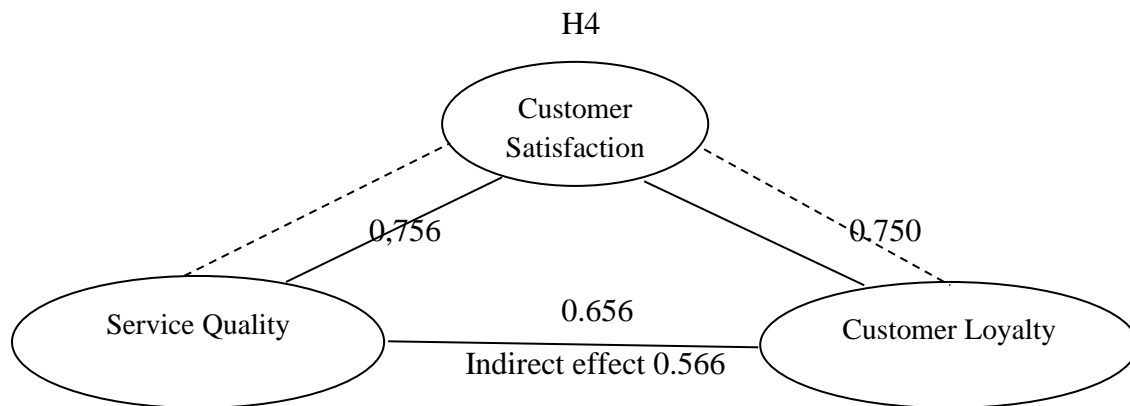 H4
Customer
Satisfaction
0,756
0.750
Service Quality
0.656
Customer Loyalty
Indirect effect 0.566